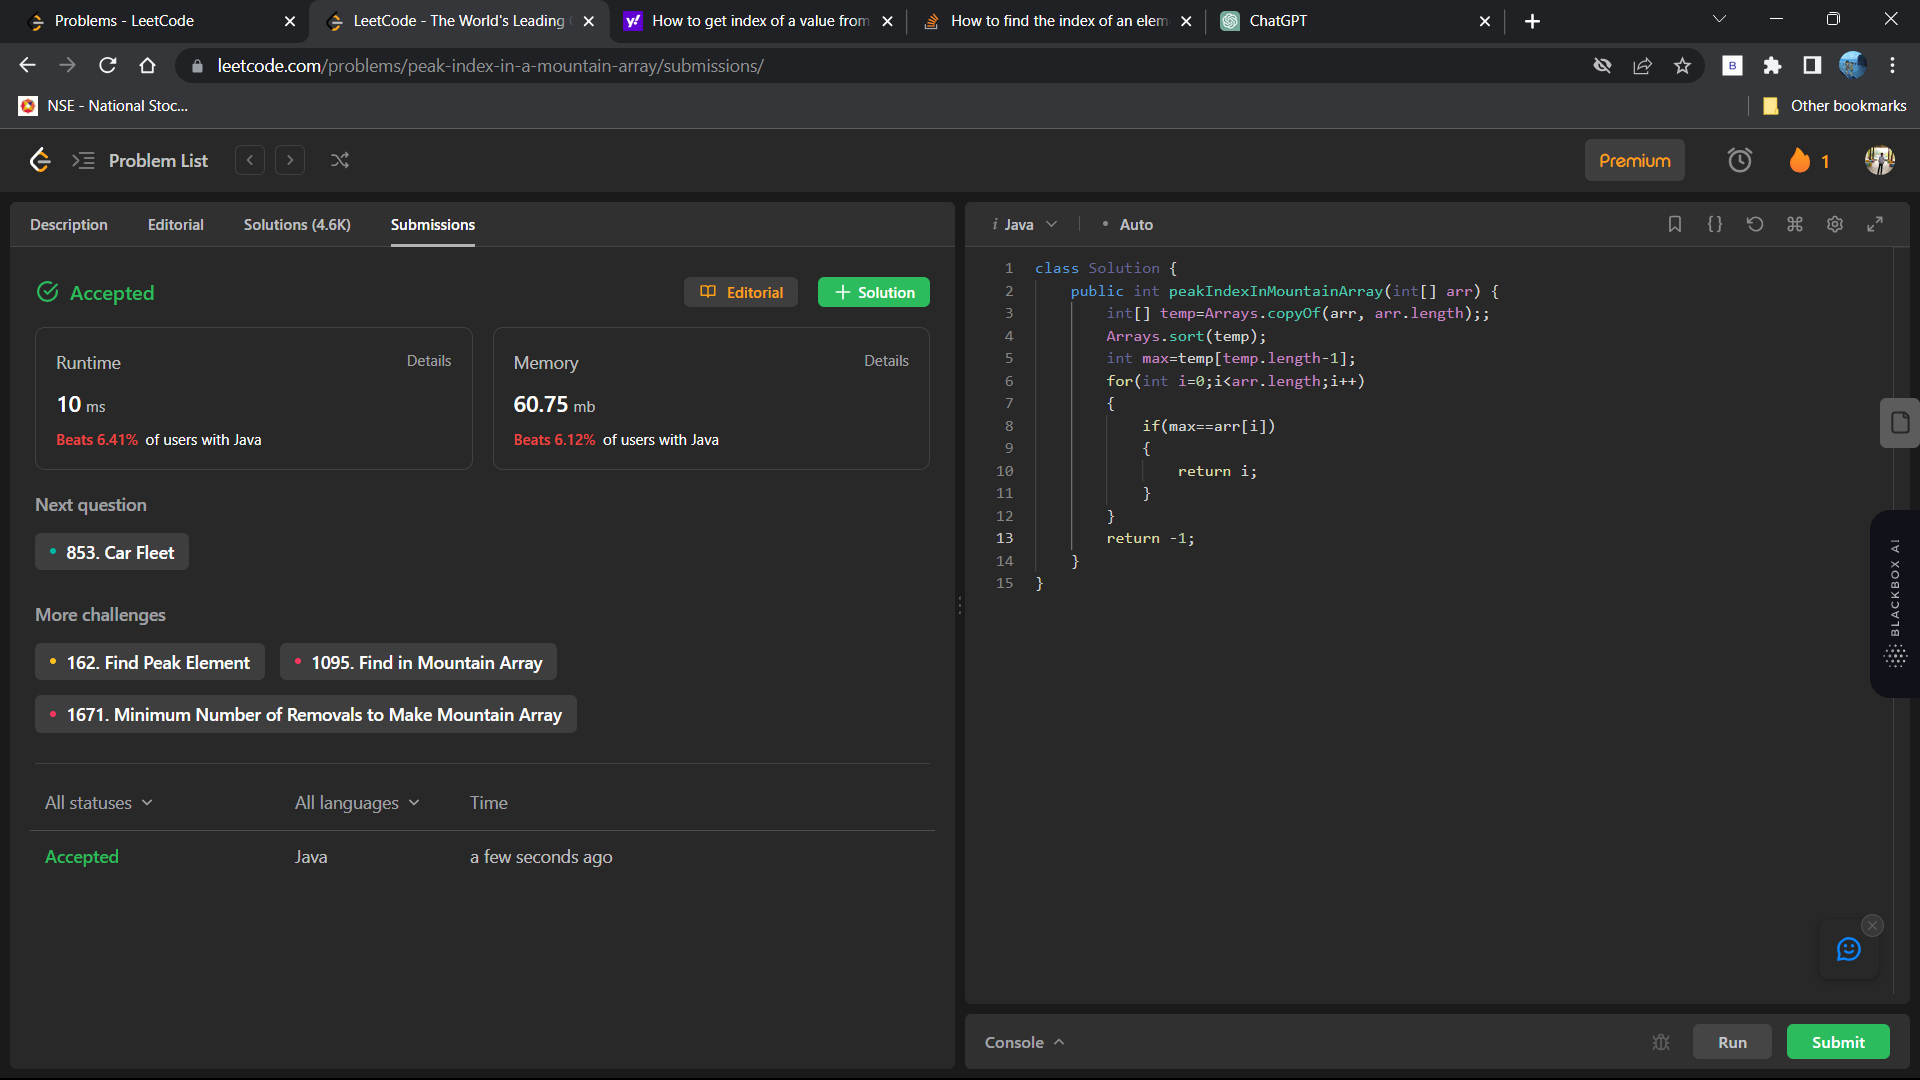 Problems - LeetCode
LeetCode - The World's Leading
How to get index of a value from
How to find the index of an elem
ChatGPT
leetcode.com/problems/peak-index-in-a-mountain-array/submissions/
B
NSE - National Stoc...
Other bookmarks
Problem List
Premium
1
Description
Editorial
Solutions (4.6K)
Submissions
Accepted
Editorial
Solution
Runtime
Details
10 ms
Beats 6.41% of users with Java
Memory
Details
60.75 mb
Beats 6.12% of users with Java
Next question
853. Car Fleet
More challenges
162. Find Peak Element
1095. Find in Mountain Array
1671. Minimum Number of Removals to Make Mountain Array
All statuses
All languages
Time
Accepted
Java
a few seconds ago
i Java
• Auto
1 class Solution {
2 public int peakIndexInMountainArray(int[] arr) {
3 int[] temp=Arrays.copyOf(arr, arr.length);;
4 Arrays.sort(temp);
5 int max=temp[temp.length-1];
6 for(int i=0;i<arr.length;i++)
7 {
8 if(max==arr[i])
9 {
10 return i;
11 }
12 }
13 return -1;
14 }
15 }
BLACKBOX AI
Console
Run
Submit